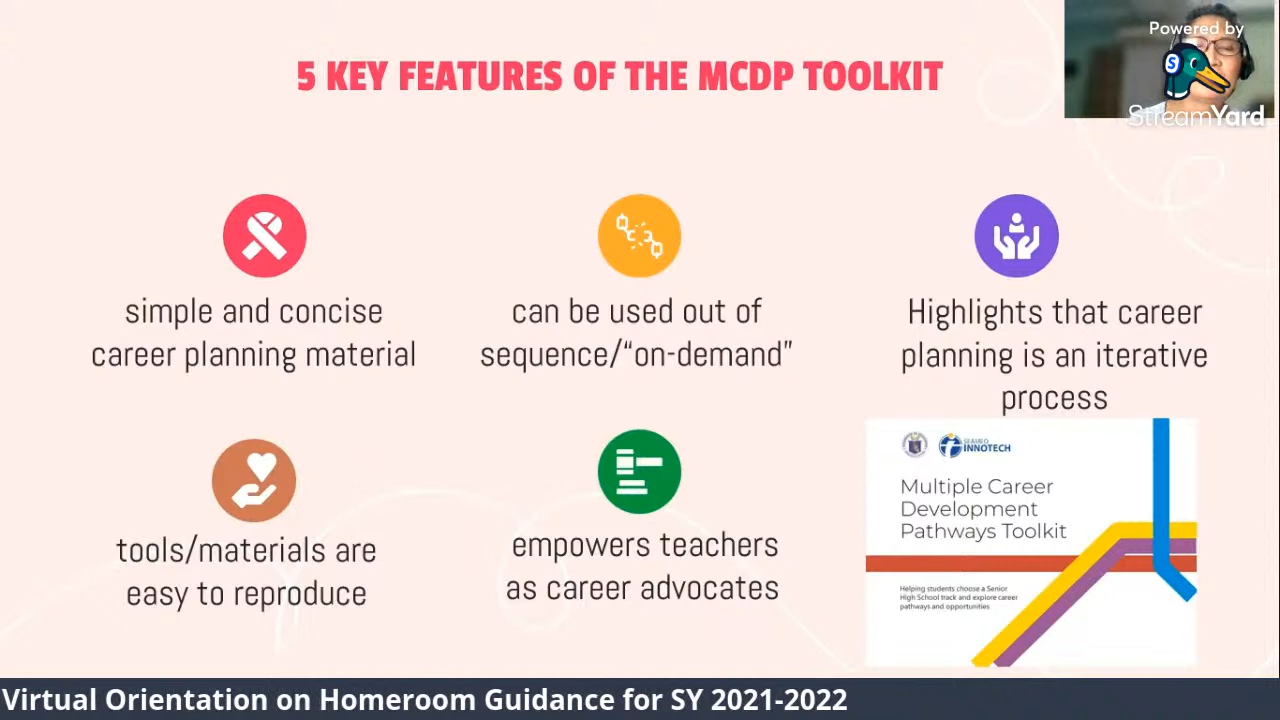 5 KEY FEATURES OF THE MCDP TOOLKIT
Powered by
S
StreamYard
simple and concise
career planning material
can be used out of
sequence/“on-demand”
Highlights that career
planning is an iterative
process
tools/materials are
easy to reproduce
empowers teachers
as career advocates
SEAMEO
INNOTECH
Multiple Career
Development
Pathways Toolkit
Helping students choose a Senior
High School track and explore career
pathways and opportunities
Virtual Orientation on Homeroom Guidance for SY 2021-2022